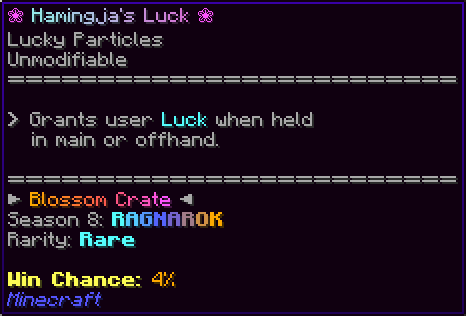 ❀ Hamingja's Luck ❀
Lucky Particles
Unmodifiable
================================
> Grants user Luck when held
in main or offhand.
================================
► Blossom Crate ◄
Season 8: RAGNAROK
Rarity: Rare
Win Chance: 4%
Minecraft